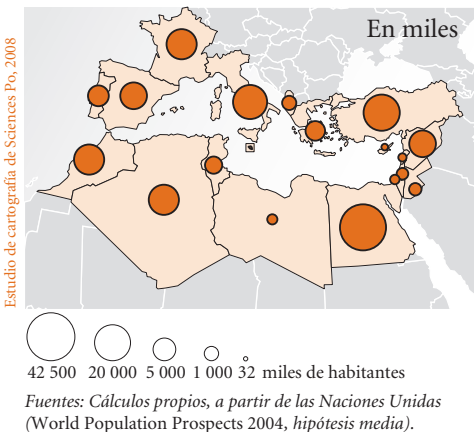 En miles
Estudio de cartografía de Sciences Po, 2008
42 500 20 000 5 000 1 000 32 miles de habitantes
Fuentes: Cálculos propios, a partir de las Naciones Unidas
(World Population Prospects 2004, hipótesis media).